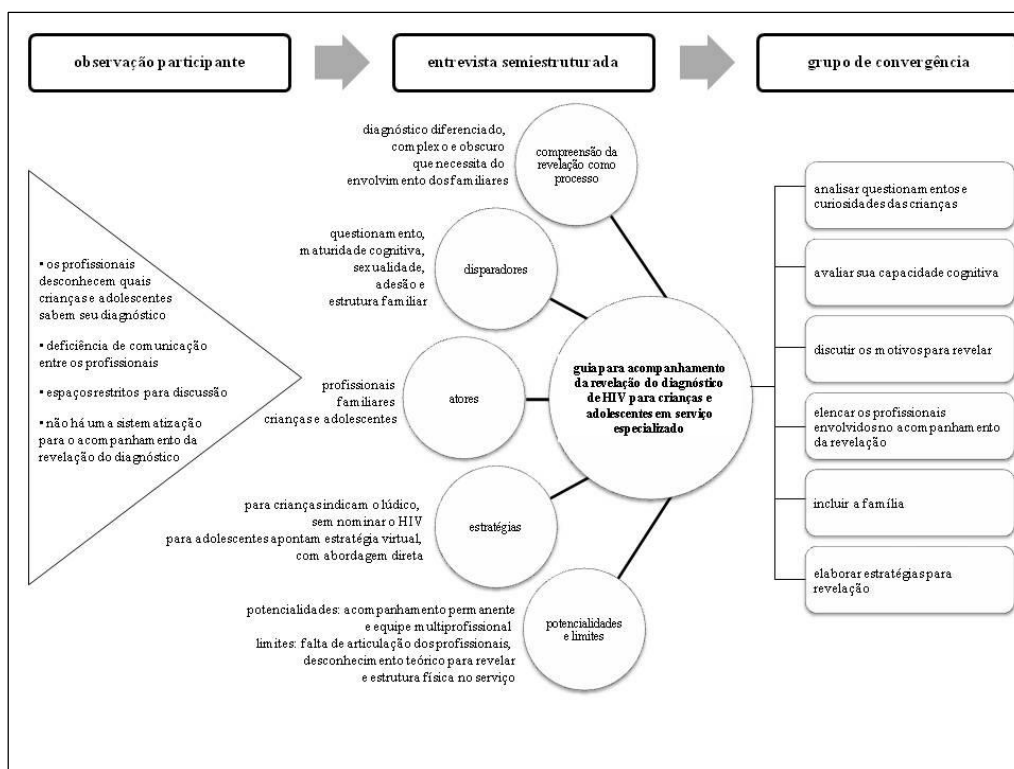 observação participante
entrevista semiestruturada
grupo de convergência
▪ os profissionais
desconhecem quais
crianças e adolescentes
sabem seu diagnóstico
▪ deficiência de comunicação
entre os profissionais
▪ espaços restritos para discussão
▪ não há uma sistematização
para o acompanhamento da
revelação do diagnóstico
diagnóstico diferenciado,
complexo e obscuro
que necessita do
envolvimento dos familiares
compreensão da
revelação como
processo
questionamento,
maturidade cognitiva,
sexualidade,
adesão e
estrutura familiar
disparadores
profissionais
familiares
crianças e adolescentes
atores
para crianças indicam o lúdico,
sem nominar o HIV
para adolescentes apontam estratégia virtual,
com abordagem direta
estratégias
potencialidades: acompanhamento permanente
e equipe multiprofissional
limites: falta de articulação dos profissionais,
desconhecimento teórico para revelar
e estrutura física no serviço
potencialidades
e limites
guia para acompanhamento
da revelação do diagnóstico
de HIV para crianças e
adolescentes em serviço
especializado
analisar questionamentos e
curiosidades das crianças
avaliar sua capacidade cognitiva
discutir os motivos para revelar
elencar os profissionais
envolvidos no acompanhamento
da revelação
incluir a família
elaborar estratégias para
revelação